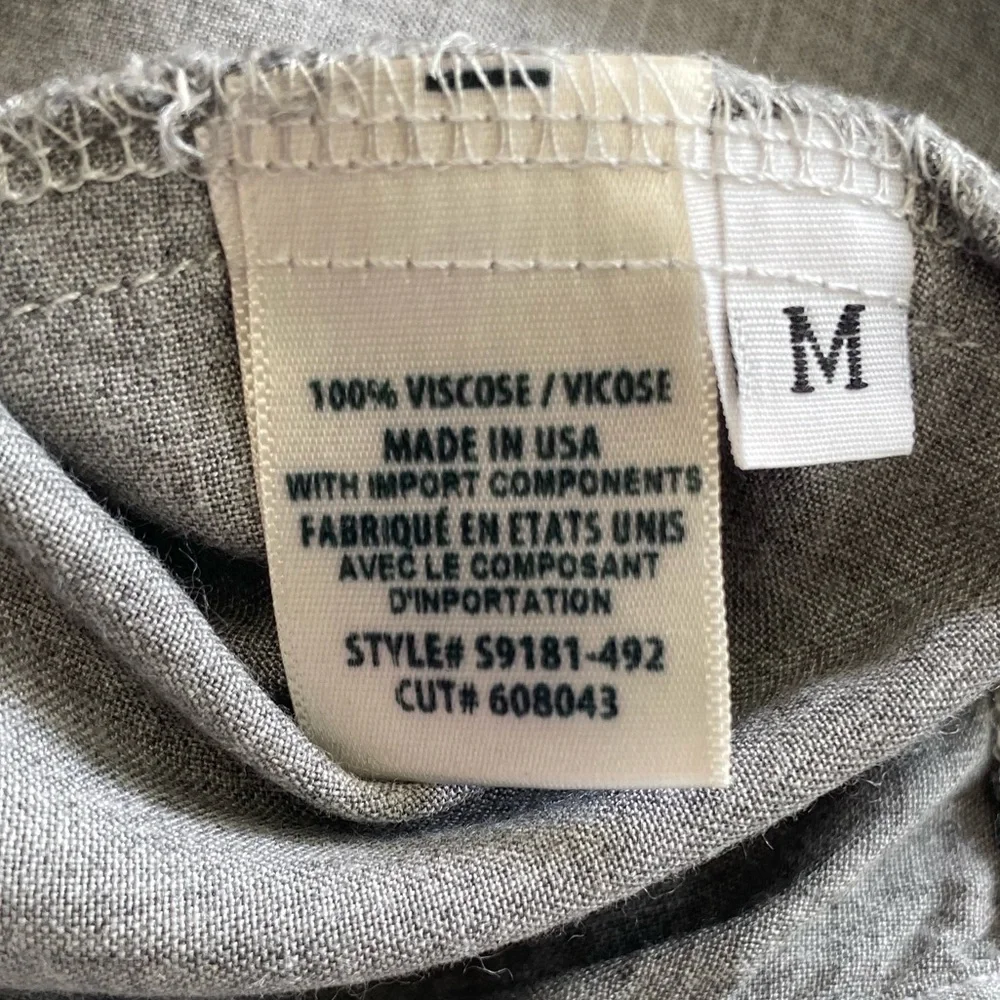 100% VISCOSE / VICOSE
MADE IN USA
WITH IMPORT COMPONENTS
FABRIQUÉ EN ETATS UNIS
AVEC LE COMPOSANT
D'INPORTATION
STYLE# S9181-492
CUT# 608043
M